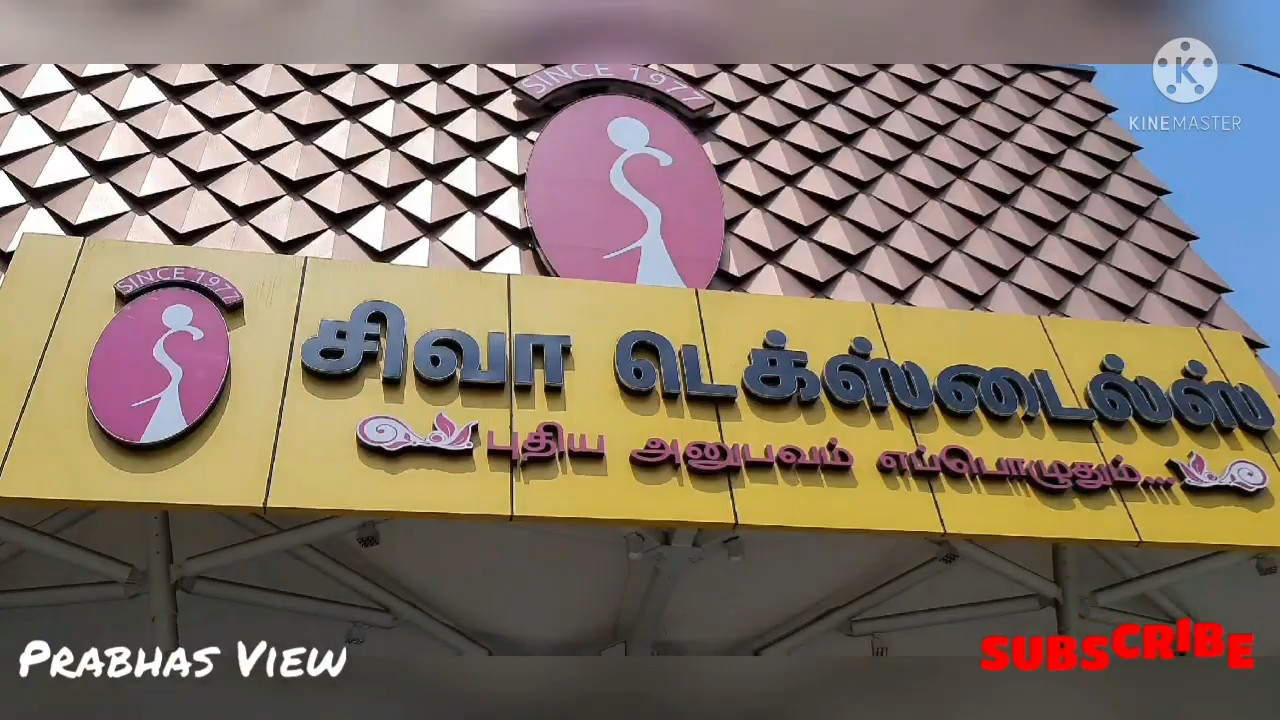 SINCE 1977
KINEMASTER
SINCE 1977
சிவா டெக்ஸ்டைல்ஸ்
புதிய அனுபவம் எப்பொழுதும்...
PRABHAS VIEW
SUBSCRIBE